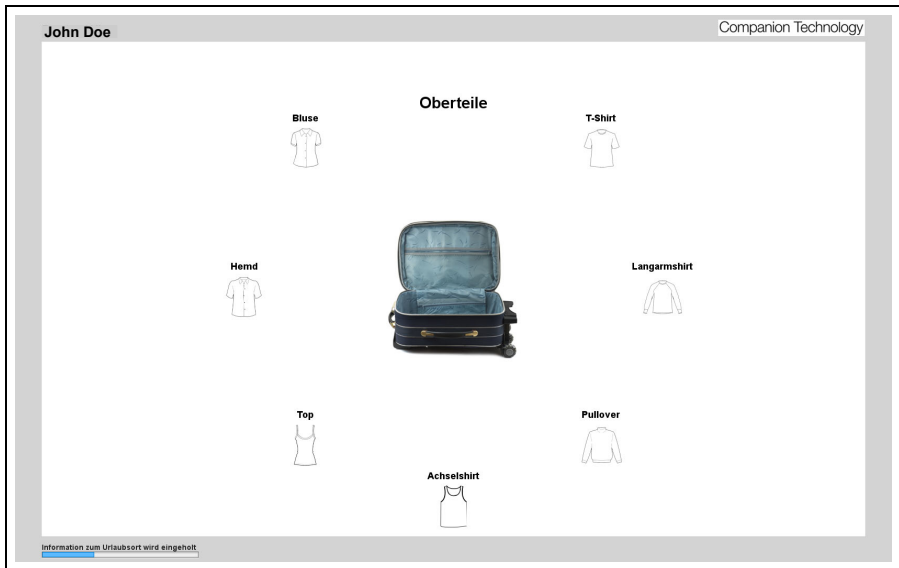 John Doe
Companion Technology
Oberteile
Bluse
T-Shirt
Hemd
Langarmshirt
Top
Pullover
Achselshirt
Information zum Urlaubsort wird eingeholt